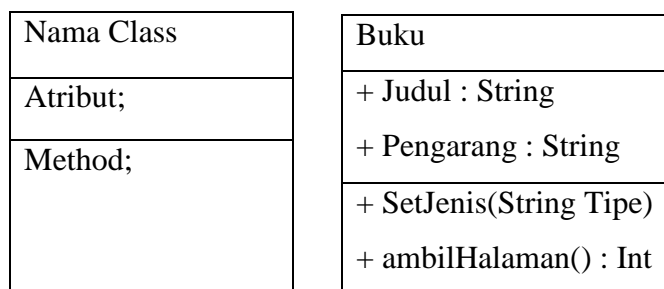 Nama Class
Atribut;
Method;
Buku
+ Judul : String
+ Pengarang : String
+ SetJenis(String Tipe)
+ ambilHalaman() : Int